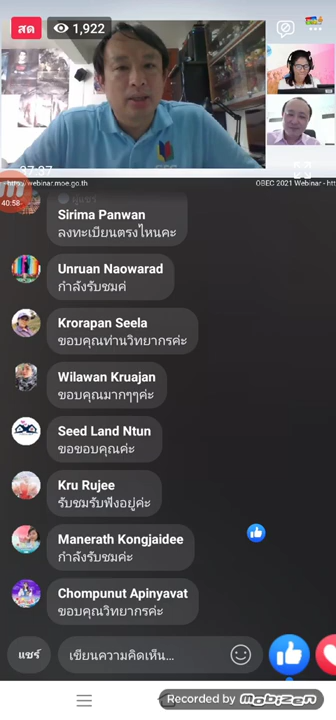 สด
1,922
37:37
40:58
https://webinar.moe.go.th
OBEC 2021 Webinar
Sirima Panwan
ลงทะเบียนตรงไหนคะ
Unruan Naowarad
กำลังรับชมค่
Krorapan Seela
ขอบคุณท่านวิทยากรค่ะ
Wilawan Kruajan
ขอบคุณมากๆๆค่ะ
Seed Land Ntun
ขอขอบคุณค่ะ
Kru Rujee
รับชมรับฟังอยู่ค่ะ
Manerath Kongjaidee
กำลังรับชมค่ะ
Chompunut Apinyavat
ขอบคุณวิทยากรค่ะ
แชร์
เขียนความคิดเห็น...
Recorded by MOBIZEN